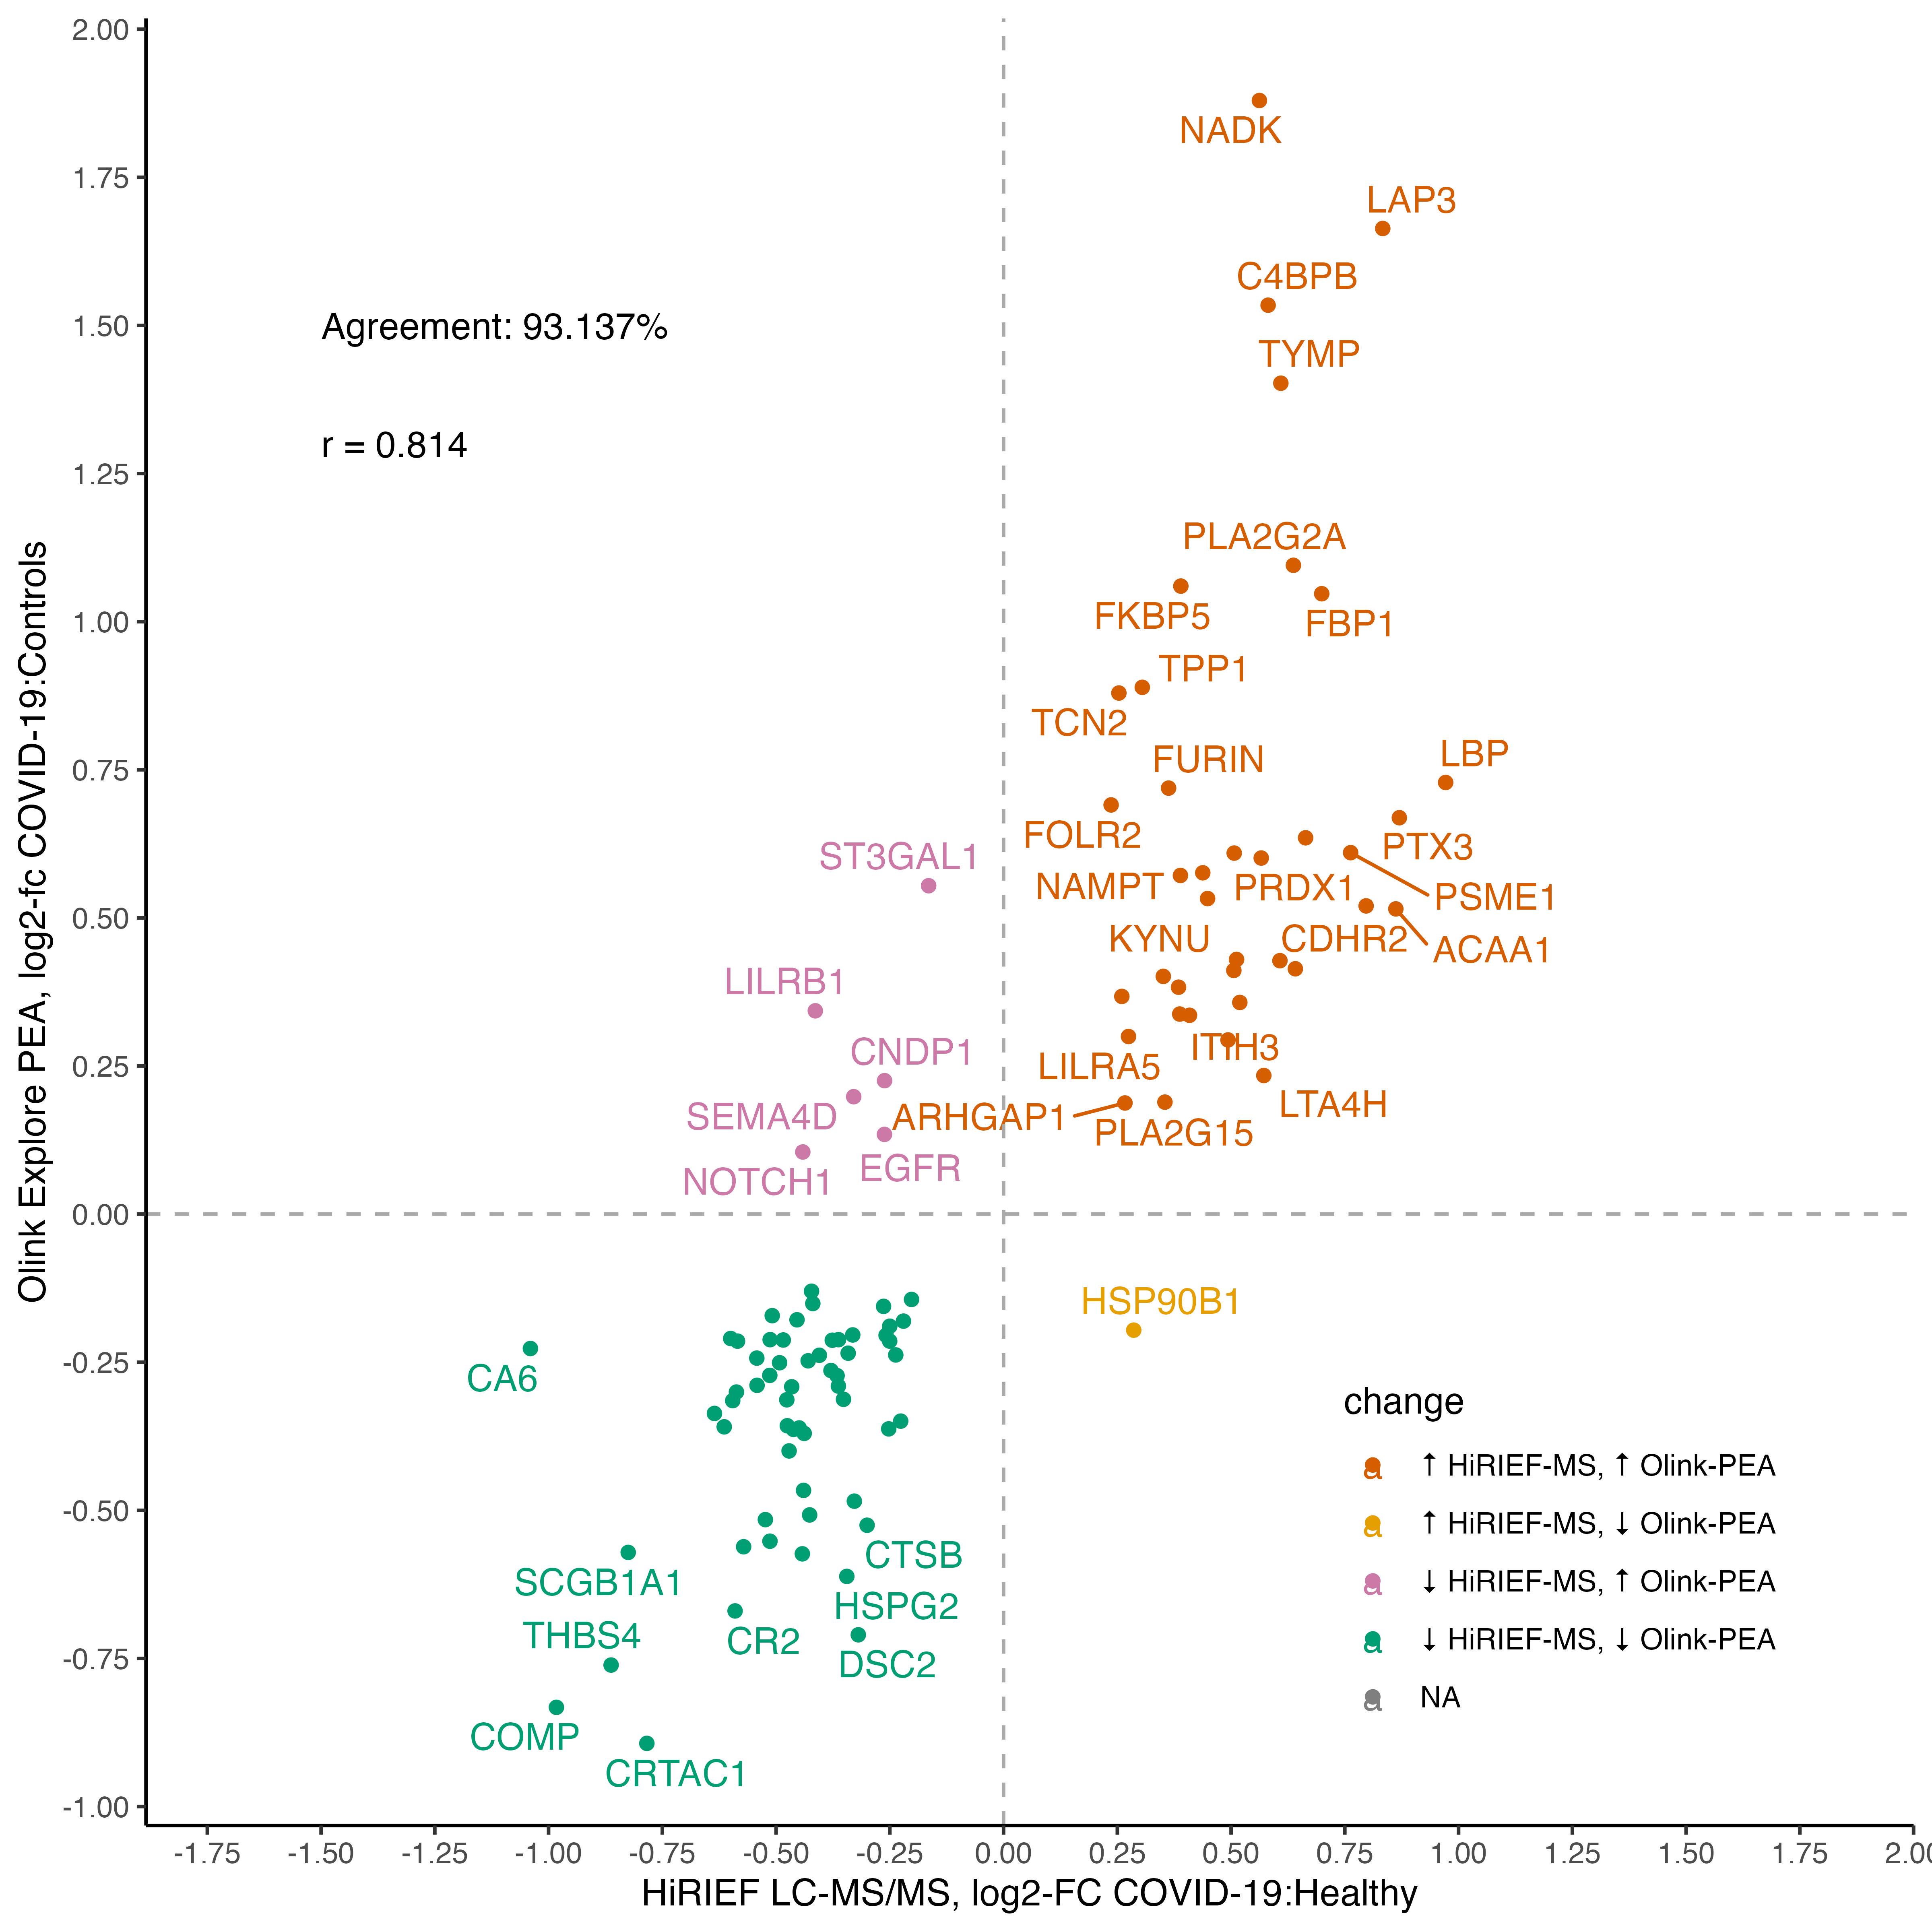 2.00
NADK
1.75
LAP3
C4BPB
1.50
Agreement: 93.137%
TYMP
1.25
r = 0.814
PLA2G2A
FKBP5
1.00
FBP1
TPP1
TCN2
0.75
FURIN
LBP
FOLR2
PTX3
ST3GAL1
NAMPT
PRDX1
PSME1
0.50
KYNU
CDHR2
ACAA1
LILRB1
CNDP1
ITIH3
0.25
LILRA5
SEMA4D
ARHGAP1
LTA4H
PLA2G15
NOTCH1
EGFR
0.00
HSP90B1
-0.25
CA6
change
a ↑ HiRIEF-MS, ↑ Olink-PEA
a ↑ HiRIEF-MS, ↓ Olink-PEA
a ↓ HiRIEF-MS, ↑ Olink-PEA
a ↓ HiRIEF-MS, ↓ Olink-PEA
a NA
-0.50
CTSB
SCGB1A1
HSPG2
THBS4
CR2
-0.75
DSC2
COMP
CRTAC1
-1.00
-1.75 -1.50 -1.25 -1.00 -0.75 -0.50 -0.25 0.00 0.25 0.50 0.75 1.00 1.25 1.50 1.75 2.00
HiRIEF LC-MS/MS, log2-FC COVID-19:Healthy
Olink Explore PEA, log2-fc COVID-19:Controls